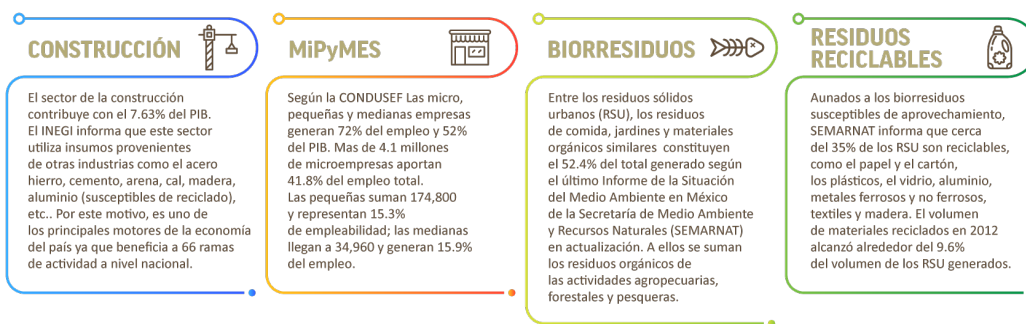 CONSTRUCCIÓN
El sector de la construcción
contribuye con el 7.63% del PIB.
El INEGI informa que este sector
utiliza insumos provenientes
de otras industrias como el acero
hierro, cemento, arena, cal, madera,
aluminio (susceptibles de reciclado),
etc.. Por este motivo, es uno de
los principales motores de la economía
del país ya que beneficia a 66 ramas
de actividad a nivel nacional.
MiPyMES
Según la CONDUSEF Las micro,
pequeñas y medianas empresas
generan 72% del empleo y 52%
del PIB. Mas de 4.1 millones
de microempresas aportan
41.8% del empleo total.
Las pequeñas suman 174,800
y representan 15.3%
de empleabilidad; las medianas
llegan a 34,960 y generan 15.9%
del empleo.
BIORRESIDUOS
Entre los residuos sólidos
urbanos (RSU), los residuos
de comida, jardines y materiales
orgánicos similares constituyen
el 52.4% del total generado según
el último Informe de la Situación
del Medio Ambiente en México
de la Secretaría de Medio Ambiente
y Recursos Naturales (SEMARNAT)
en actualización. A ellos se suman
los residuos orgánicos de
las actividades agropecuarias,
forestales y pesqueras.
RESIDUOS
RECICLABLES
Aunados a los biorresiduos
susceptibles de aprovechamiento,
SEMARNAT informa que cerca
del 35% de los RSU son reciclables,
como el papel y el cartón,
los plásticos, el vidrio, aluminio,
metales ferrosos y no ferrosos,
textiles y madera. El volumen
de materiales reciclados en 2012
alcanzó alrededor del 9.6%
del volumen de los RSU generados.